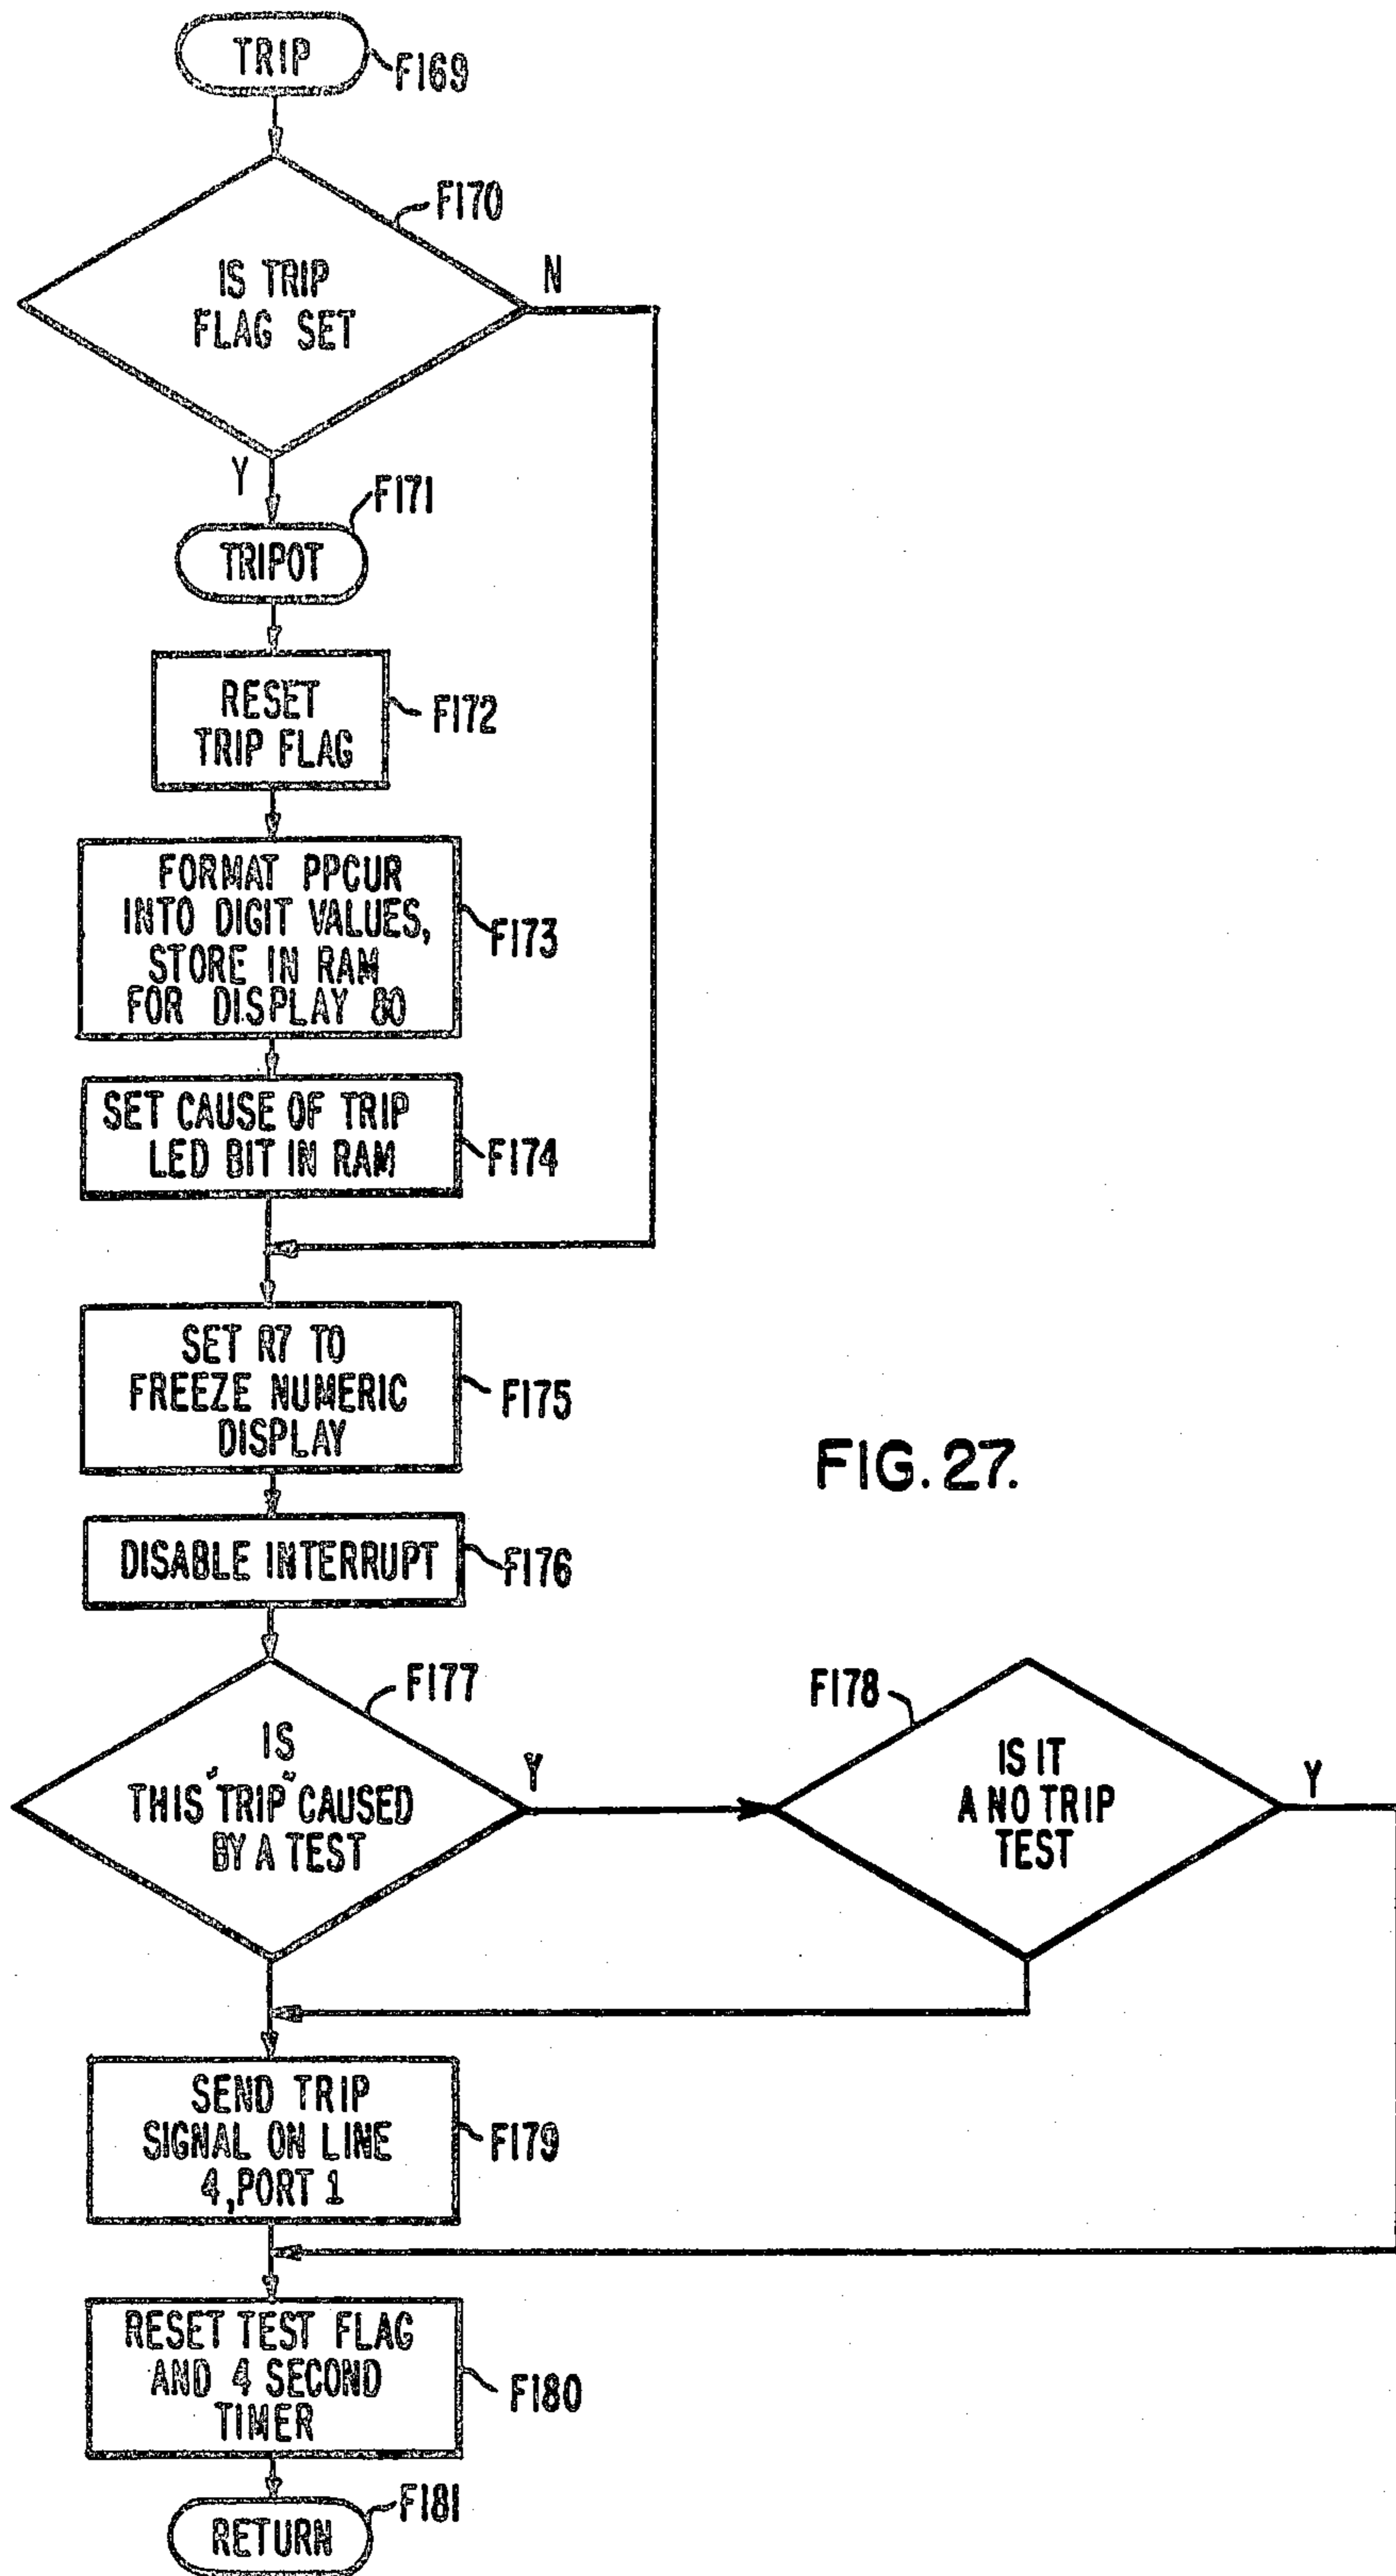 TRIP
F169
F170
IS TRIP
FLAG SET
N
Y
F171
TRIPOT
RESET
TRIP FLAG
F172
FORMAT PPCUR
INTO DIGIT VALUES,
STORE IN RAM
FOR DISPLAY 80
F173
SET CAUSE OF TRIP
LED BIT IN RAM
F174
SET R7 TO
FREEZE NUMERIC
DISPLAY
F175
FIG. 27.
DISABLE INTERRUPT
F176
F177
IS
THIS "TRIP" CAUSED
BY A TEST
Y
F178
IS IT
A NO TRIP
TEST
Y
SEND TRIP
SIGNAL ON LINE
4, PORT 1
F179
RESET TEST FLAG
AND 4 SECOND
TIMER
F180
F181
RETURN